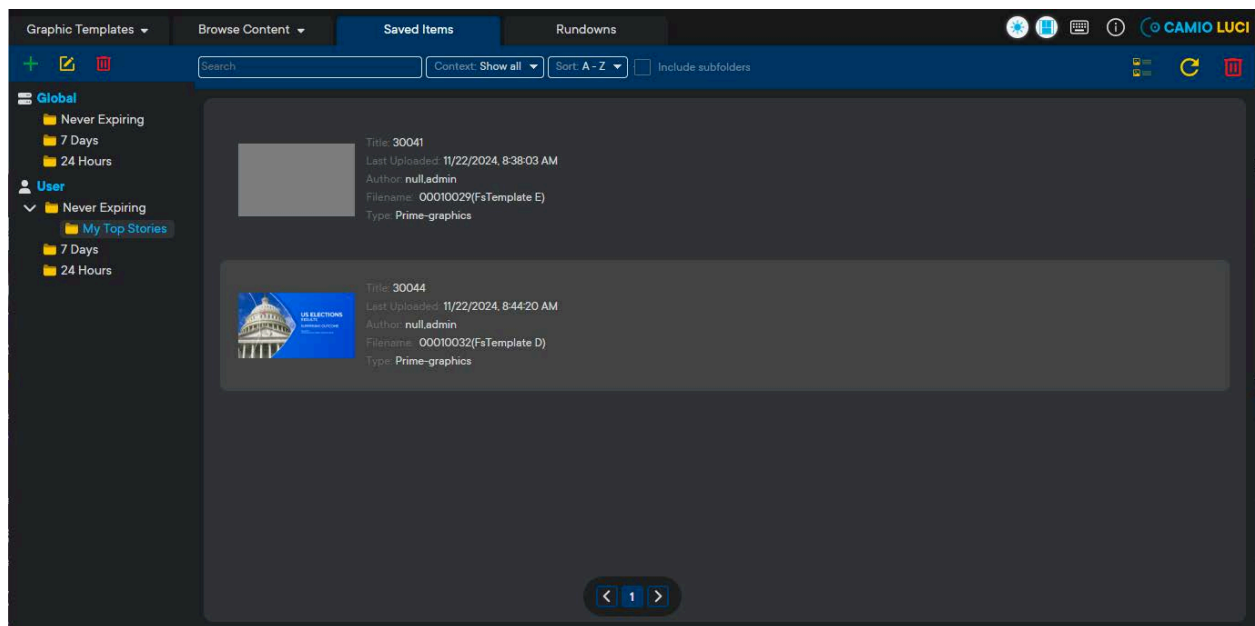 Graphic Templates
Browse Content
Saved Items
Rundowns
CAMIO LUCI
Search
Context: Show all
Sort: A - Z
Include subfolders
Global
Never Expiring
7 Days
24 Hours
User
Never Expiring
My Top Stories
7 Days
24 Hours
Title: 30041
Last Uploaded: 11/22/2024, 8:38:03 AM
Author: null,admin
Filename: 00010029(FsTemplate E)
Type: Prime-graphics
US ELECTIONS
RESULTS
Title: 30044
Last Uploaded: 11/22/2024, 8:44:20 AM
Author: null,admin
Filename: 00010032(FsTemplate D)
Type: Prime-graphics
1